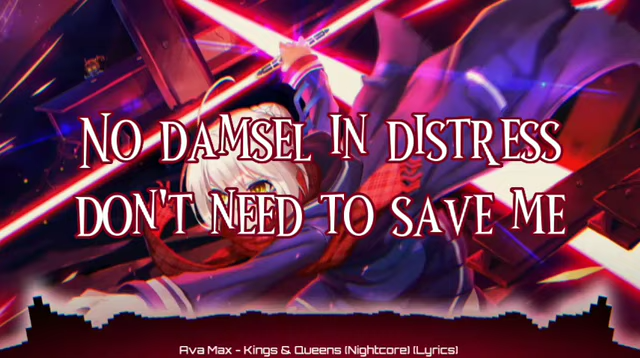 No damsel in distress
don't need to save me
Ava Max - Kings & Queens (Nightcore) (Lyrics)